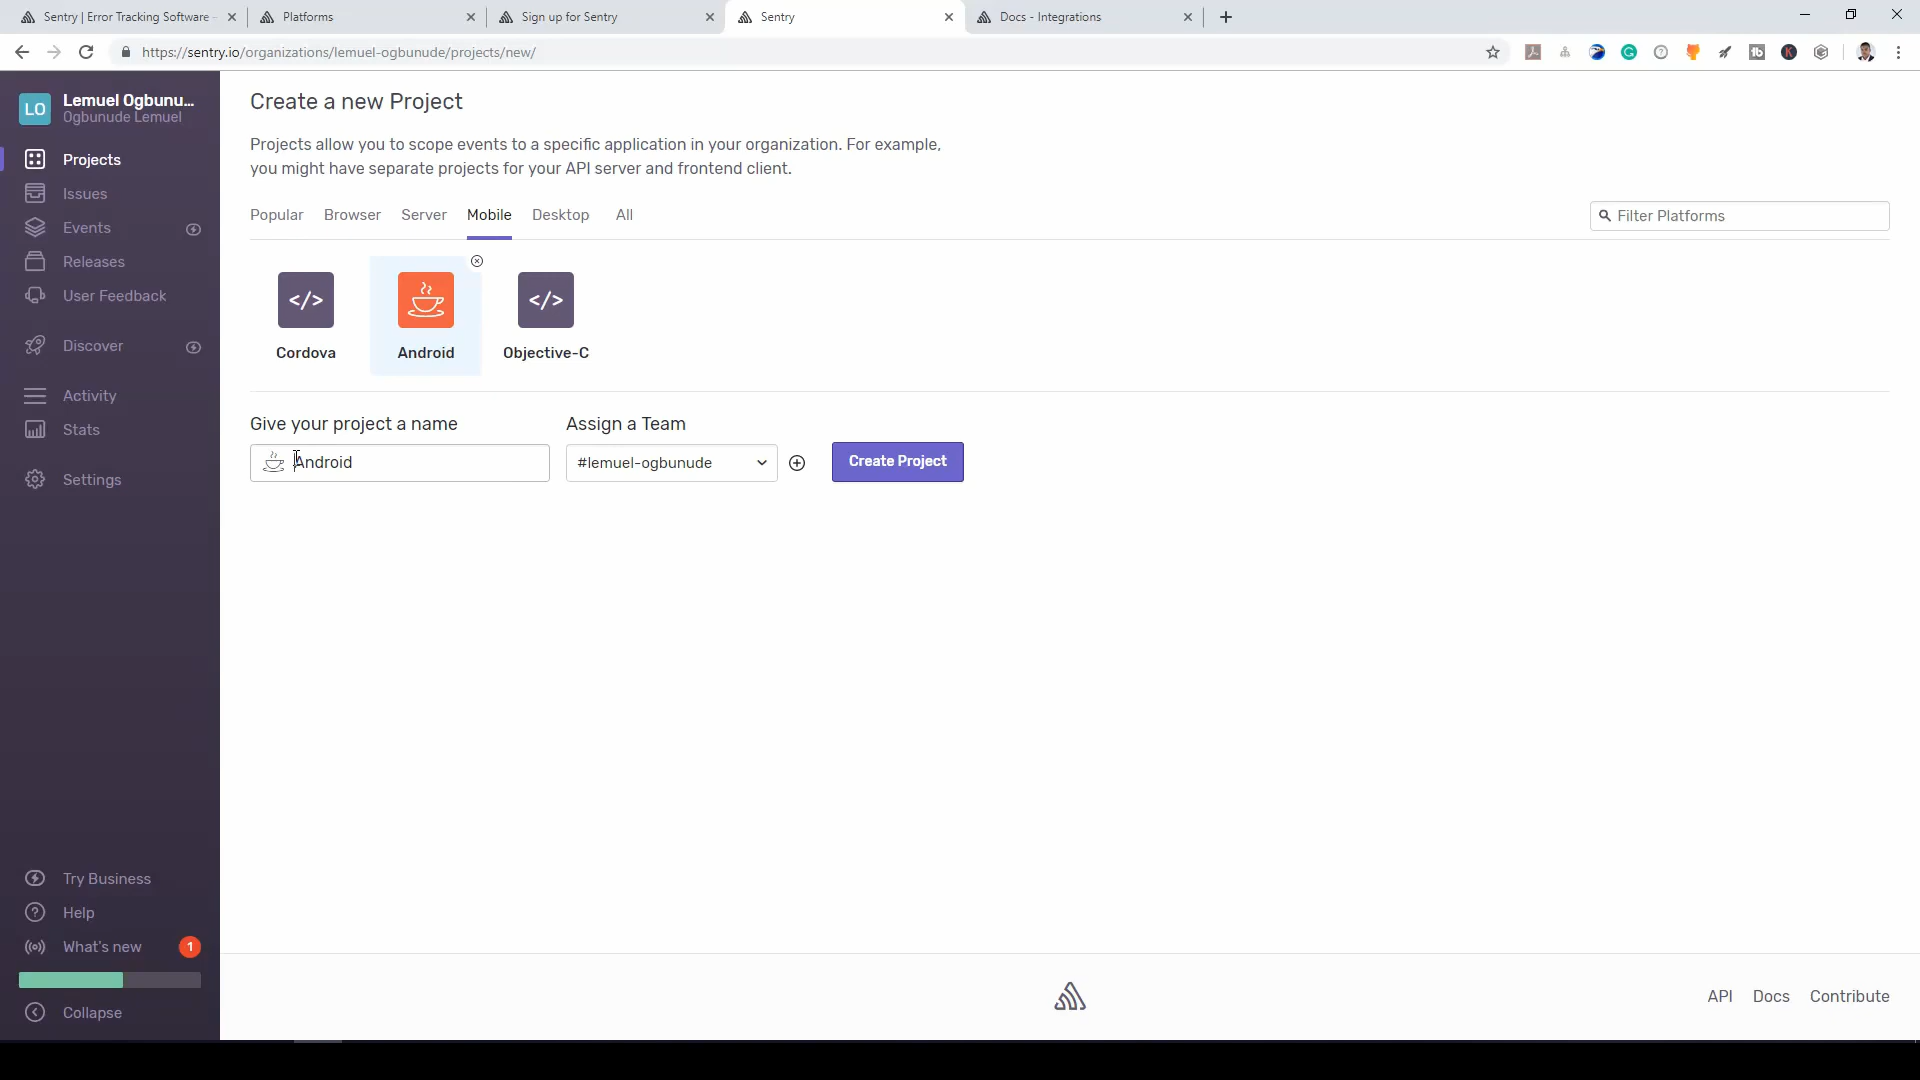 Sentry | Error Tracking Software -
Platforms
Sign up for Sentry
Sentry
Docs - Integrations
https://sentry.io/organizations/lemuel-ogbunude/projects/new/
LO
Lemuel Ogbunu...
Ogbunude Lemuel
Projects
Issues
Events
Releases
User Feedback
Discover
Activity
Stats
Settings
Try Business
Help
What's new
1
Collapse
Create a new Project
Projects allow you to scope events to a specific application in your organization. For example,
you might have separate projects for your API server and frontend client.
Popular Browser Server Mobile Desktop All
Filter Platforms
</> </>
Cordova Android Objective-C
Give your project a name Assign a Team
Android #lemuel-ogbunude Create Project
API Docs Contribute